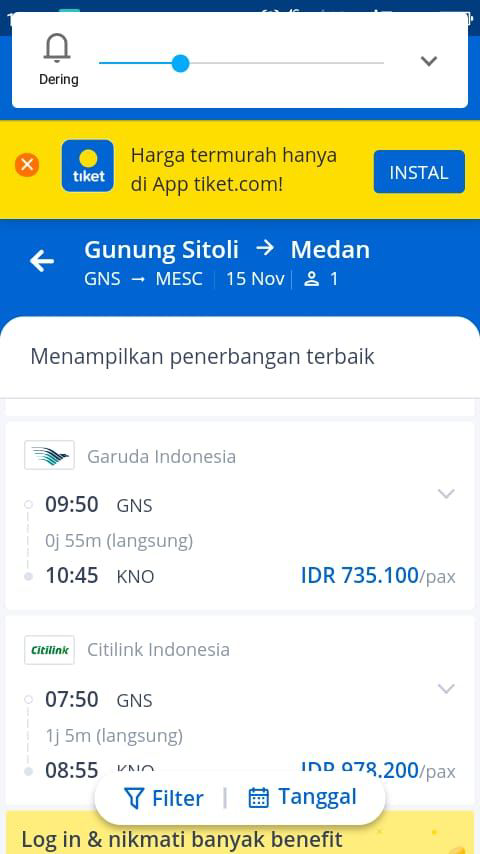 Dering
tiket
Harga termurah hanya
di App tiket.com!
INSTAL
Gunung Sitoli → Medan
GNS → MESC | 15 Nov | 1
Menampilkan penerbangan terbaik
Garuda Indonesia
09:50 GNS
0j 55m (langsung)
10:45 KNO IDR 735.100/pax
Citilink Citilink Indonesia
07:50 GNS
1j 5m (langsung)
08:55 KNO IDR 978.200/pax
Filter | Tanggal
Log in & nikmati banyak benefit